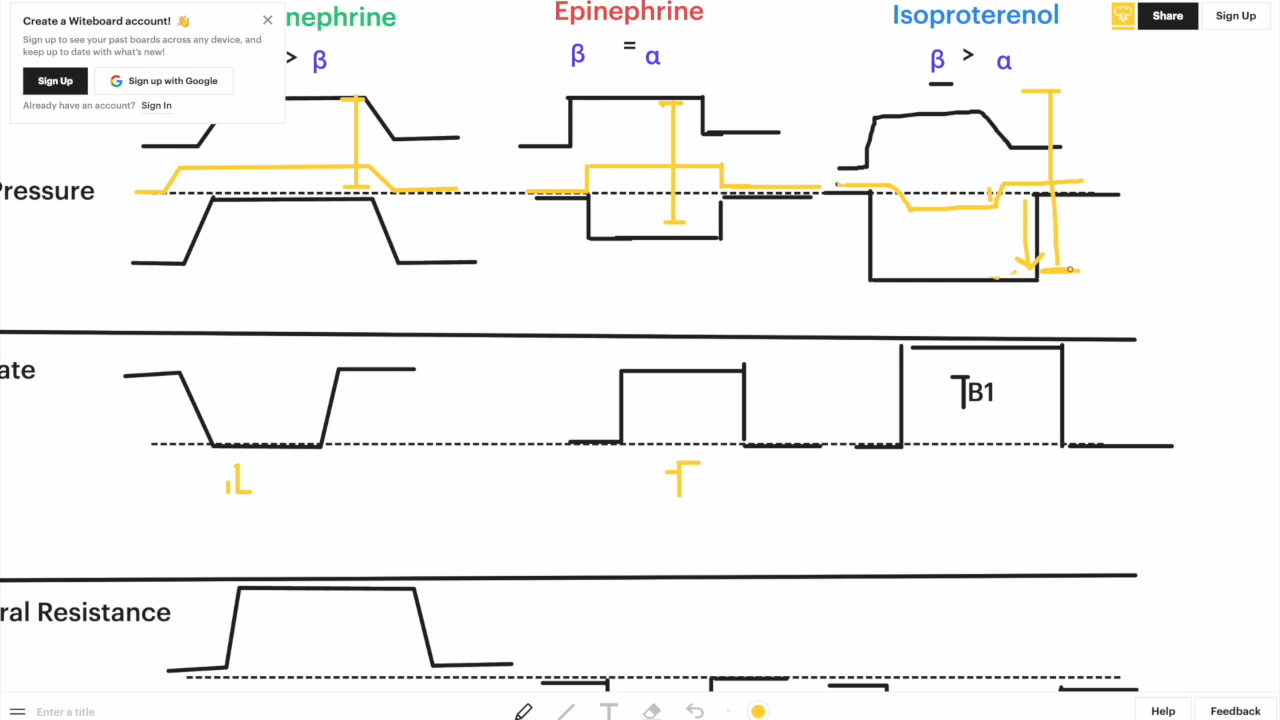 Create a Witeboard account! 👋
Sign up to see your past boards across any device, and
keep up to date with what's new!
Sign Up
Sign up with Google
Already have an account? Sign In
nephrine
Epinephrine
Isoproterenol
Share
Sign Up
> β
β = α
β > α
Pressure
ate
B1
ral Resistance
Enter a title
T
Help
Feedback